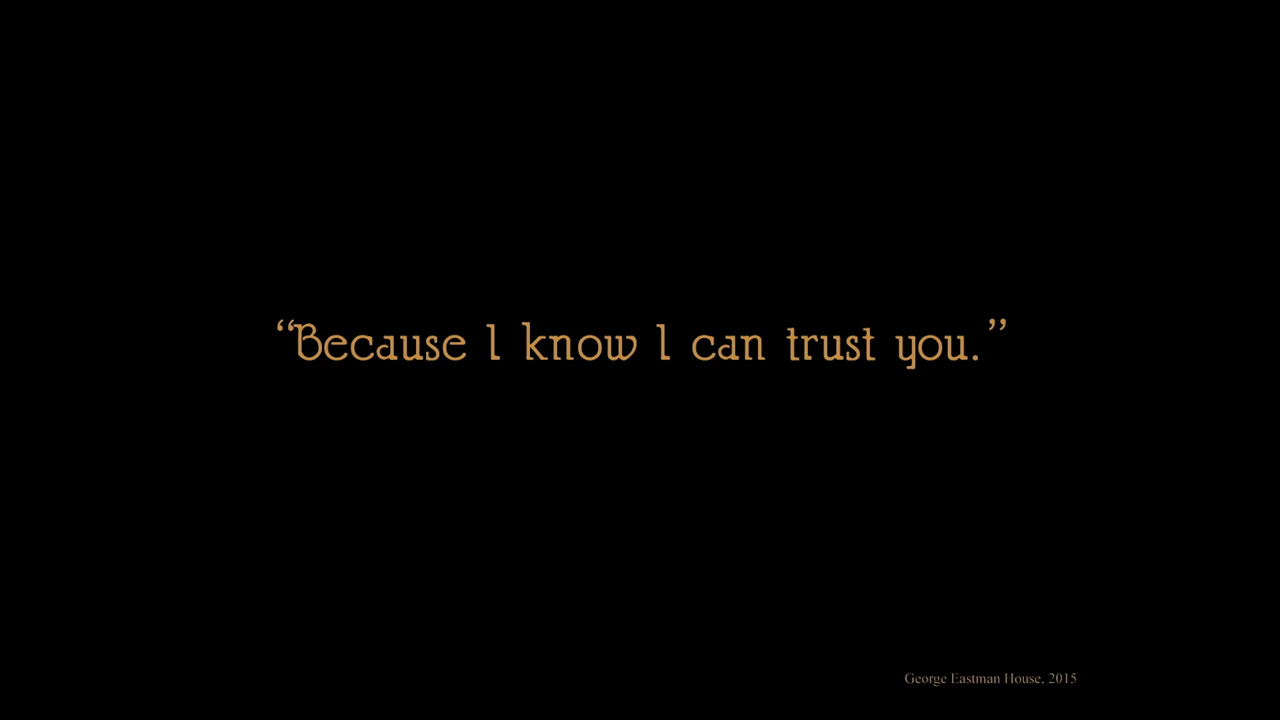 “Because I know I can trust you.”
George Eastman House, 2015